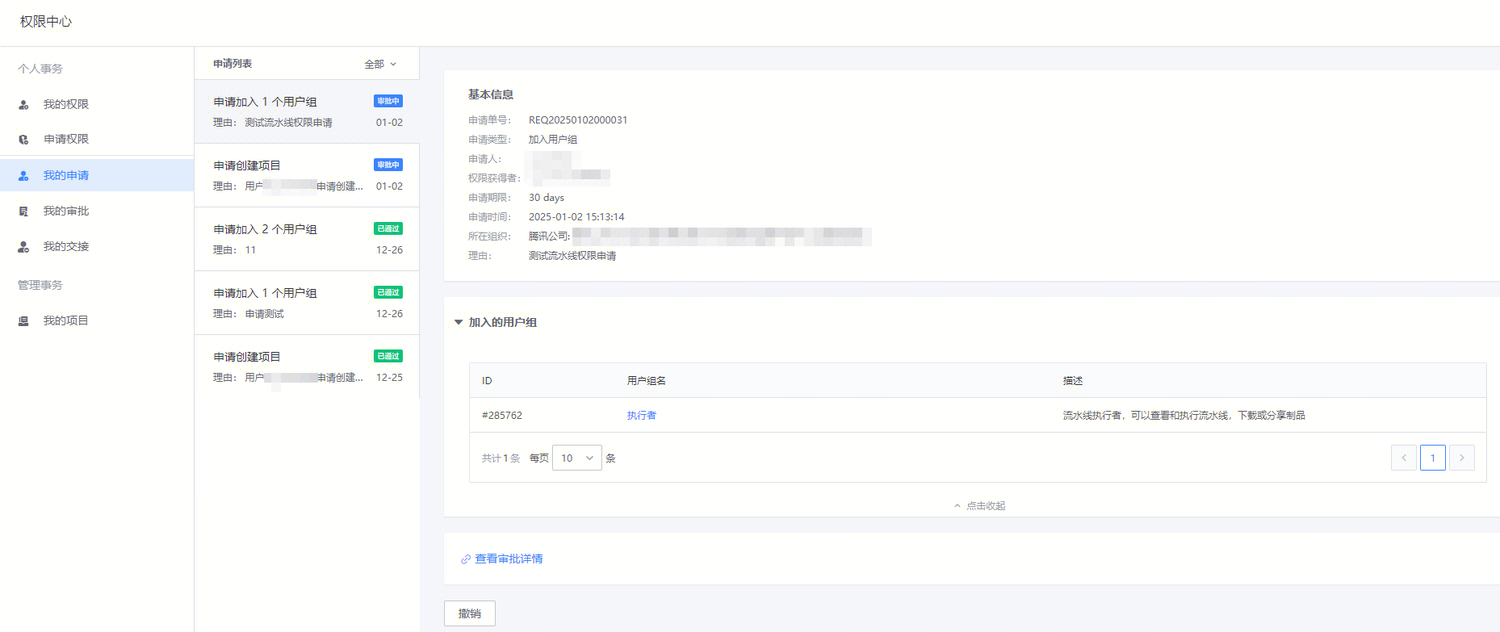 权限中心
个人事务
我的权限
申请权限
我的申请
我的审批
我的交接
管理事务
我的项目
申请列表 全部
申请加入 1 个用户组 审批中
理由： 测试流水线权限申请 01-02
申请创建项目 审批中
理由： 用户 申请创建... 01-02
申请加入 2 个用户组 已通过
理由： 11 12-26
申请加入 1 个用户组 已通过
理由： 申请测试 12-26
申请创建项目 已通过
理由： 用户 申请创建... 12-25
基本信息
申请单号： REQ20250102000031
申请类型： 加入用户组
申请人：
权限获得者：
申请期限： 30 days
申请时间： 2025-01-02 15:13:14
所在组织： 腾讯公司:
理由： 测试流水线权限申请
加入的用户组
ID 用户组名 描述
#285762 执行者 流水线执行者，可以查看和执行流水线，下载或分享制品
共计 1 条 每页 10 条 1
点击收起
查看审批详情
撤销